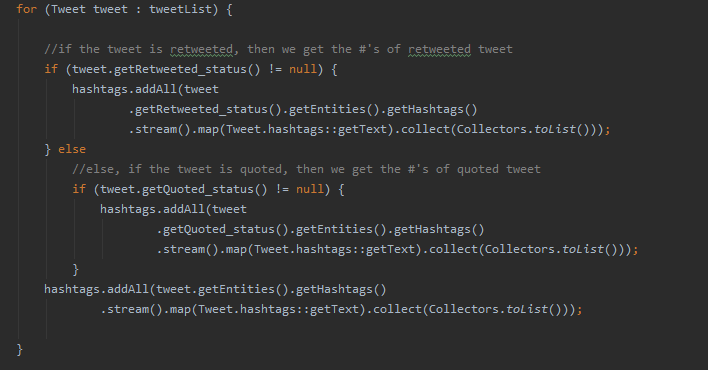 for (Tweet tweet : tweetList) {
//if the tweet is retweeted, then we get the #'s of retweeted tweet
if (tweet.getRetweeted_status() != null) {
hashtags.addAll(tweet
.getRetweeted_status().getEntities().getHashtags()
.stream().map(Tweet.hashtags::getText).collect(Collectors.toList()));
} else
//else, if the tweet is quoted, then we get the #'s of quoted tweet
if (tweet.getQuoted_status() != null) {
hashtags.addAll(tweet
.getQuoted_status().getEntities().getHashtags()
.stream().map(Tweet.hashtags::getText).collect(Collectors.toList()));
}
hashtags.addAll(tweet.getEntities().getHashtags()
.stream().map(Tweet.hashtags::getText).collect(Collectors.toList()));
}